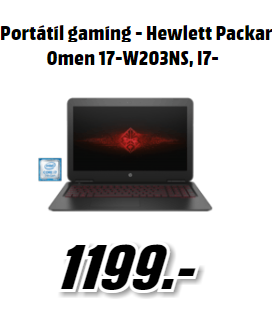 Portátil gaming - Hewlett Packar
Omen 17-W203NS, I7-
1199.-